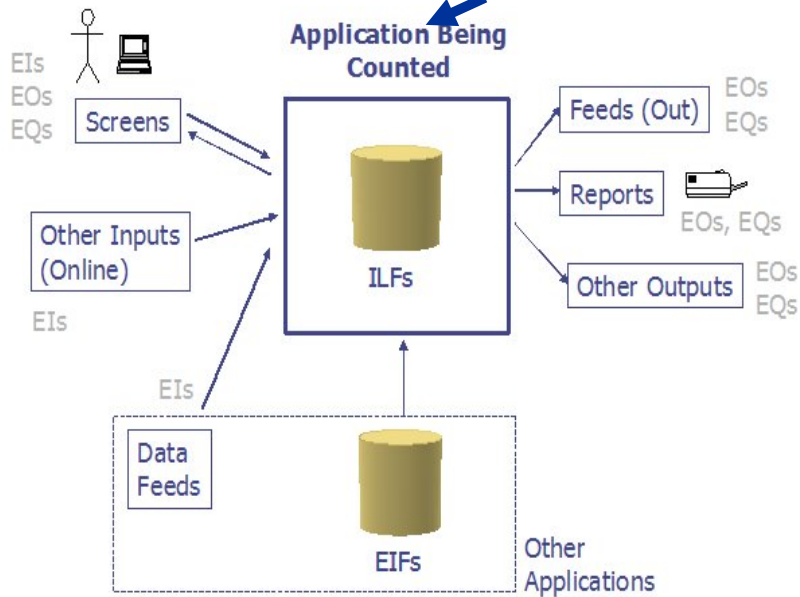 Application Being
Counted
EIs
EOs
EQs
Screens
Other Inputs
(Online)
EIs
EIs
ILFs
Feeds (Out)
EOs
EQs
Reports
EOs, EQs
Other Outputs
EOs
EQs
Data
Feeds
EIFs
Other
Applications